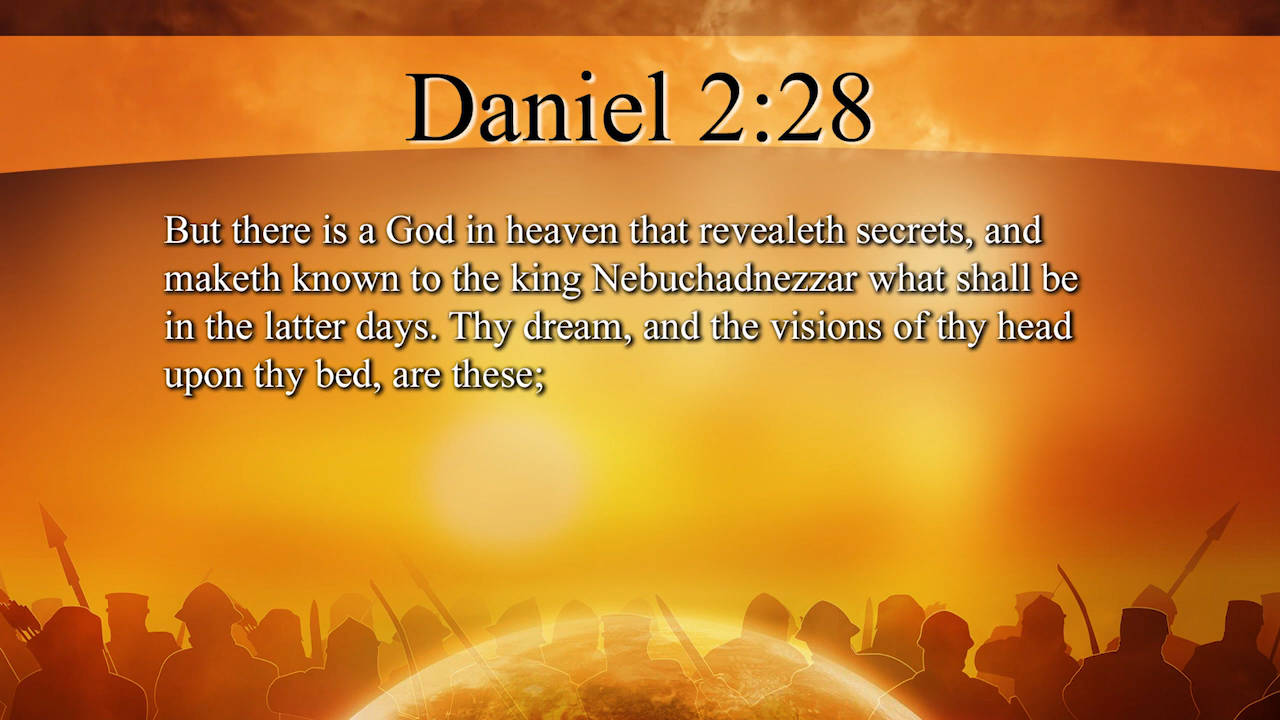 Daniel 2:28
But there is a God in heaven that revealeth secrets, and
maketh known to the king Nebuchadnezzar what shall be
in the latter days. Thy dream, and the visions of thy head
upon thy bed, are these;